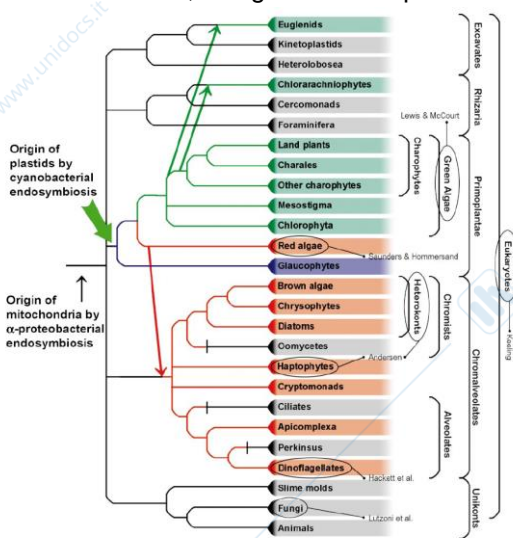 www.unidocs.it
Euglenids
Kinetoplastids
Heterolobosea
Excavates
Chlorarachniophytes
Cercomonads
Foraminifera
Rhizaria
Lewis & McCourt
Origin of
plastids by
cyanobacterial
endosymbiosis
Land plants
Charales
Other charophytes
Mesostigma
Chlorophyta
Charophytes
Green Algae
Red algae
Saunders & Hommersand
Glaucophytes
Primoplantae
Eukaryotes
Keeling
Origin of
mitochondria by
α-proteobacterial
endosymbiosis
Brown algae
Chrysophytes
Diatoms
Oomycetes
Heterokonts
Chromists
Haptophytes
Andersen
Cryptomonads
Chromalveolates
Ciliates
Apicomplexa
Perkinsus
Dinoflagellates
Alveolates
Hackett et al.
Slime molds
Fungi
Lutzoni et al.
Animals
Unikonts